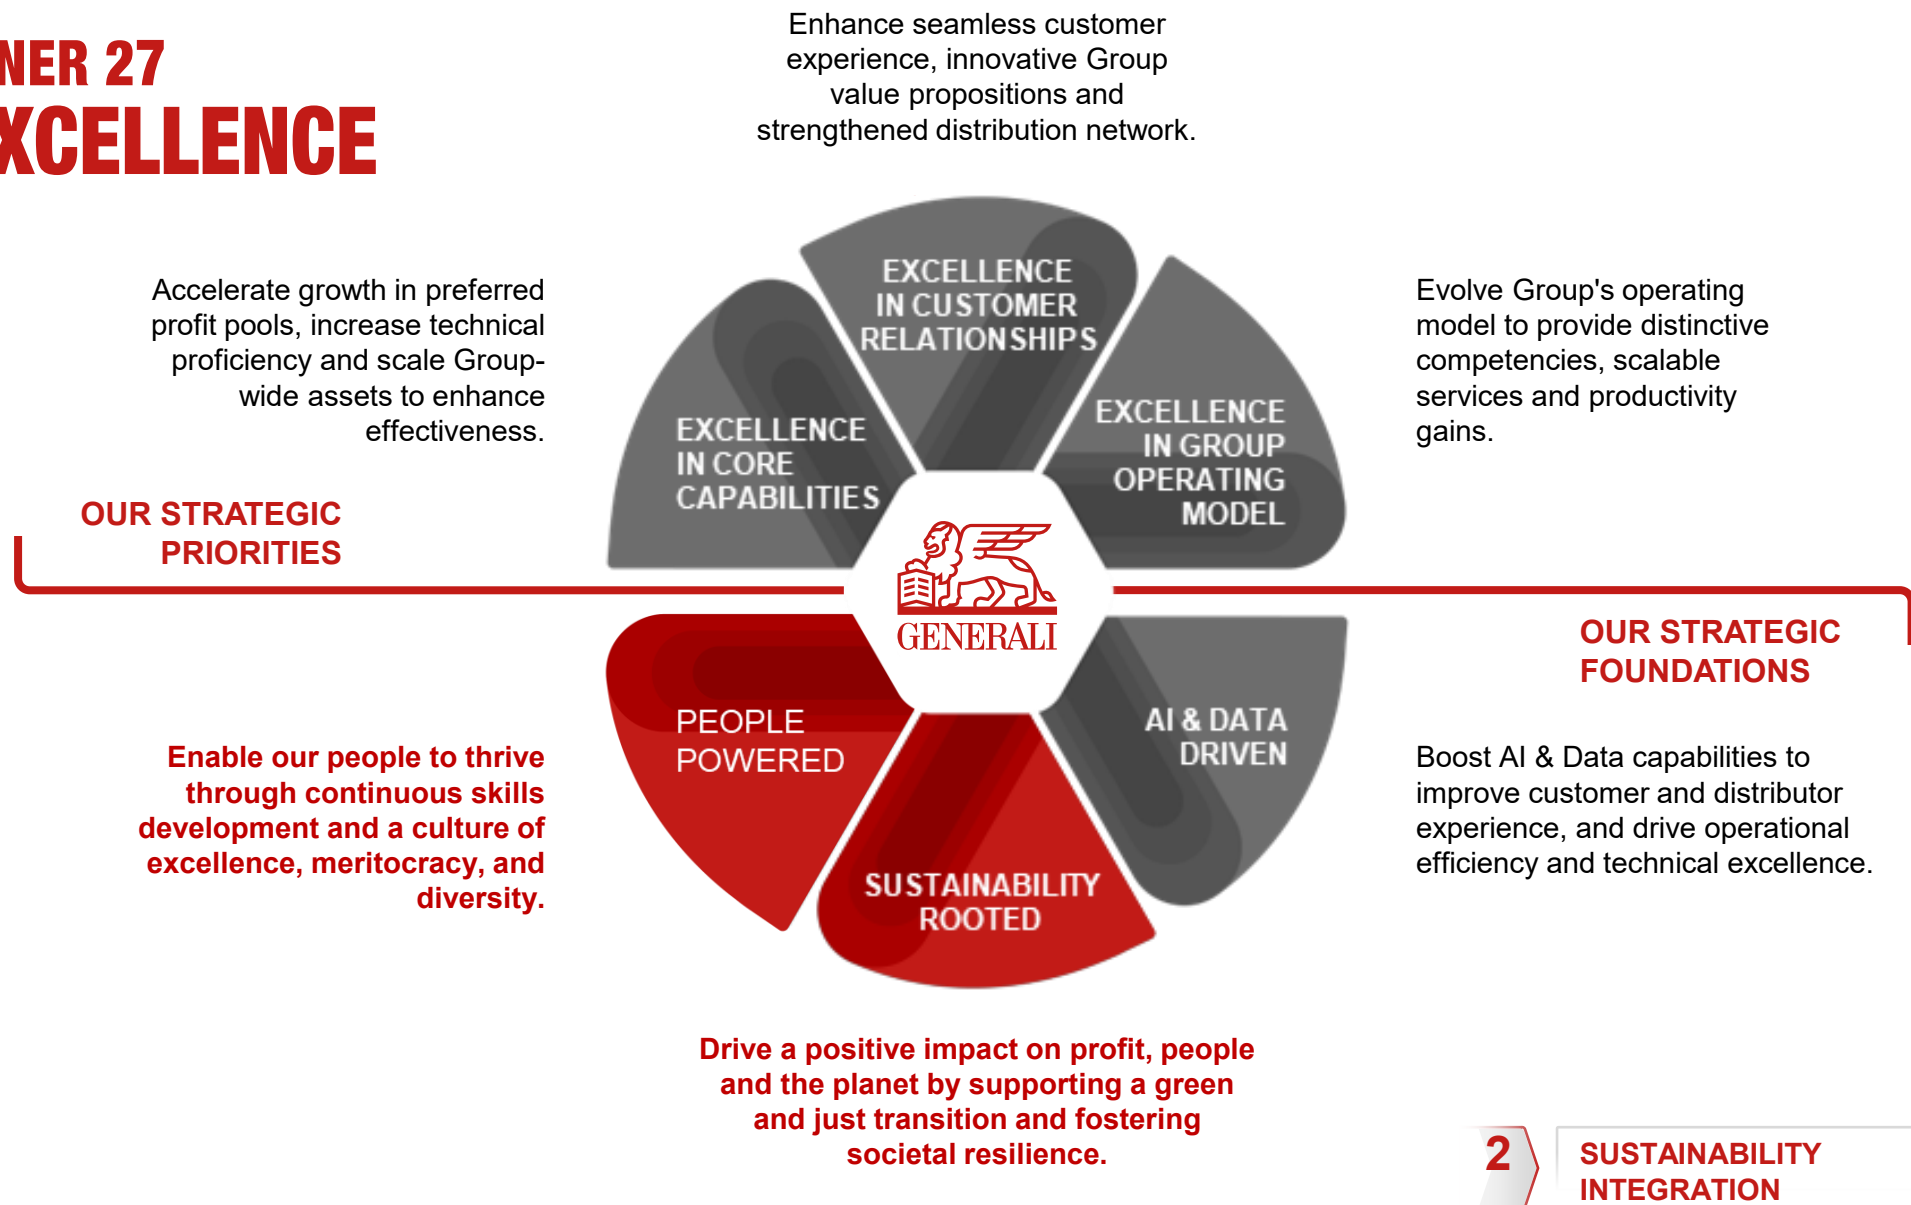 NER 27
XCELLENCE
Enhance seamless customer
experience, innovative Group
value propositions and
strengthened distribution network.
Accelerate growth in preferred
profit pools, increase technical
proficiency and scale Group-
wide assets to enhance
effectiveness.
EXCELLENCE
IN CUSTOMER
RELATIONSHIPS
EXCELLENCE
IN CORE
CAPABILITIES
EXCELLENCE
IN GROUP
OPERATING
MODEL
Evolve Group's operating
model to provide distinctive
competencies, scalable
services and productivity
gains.
OUR STRATEGIC
PRIORITIES
GENERALI
OUR STRATEGIC
FOUNDATIONS
PEOPLE
POWERED
AI & DATA
DRIVEN
SUSTAINABILITY
ROOTED
Enable our people to thrive
through continuous skills
development and a culture of
excellence, meritocracy, and
diversity.
Boost AI & Data capabilities to
improve customer and distributor
experience, and drive operational
efficiency and technical excellence.
Drive a positive impact on profit, people
and the planet by supporting a green
and just transition and fostering
societal resilience.
2
SUSTAINABILITY
INTEGRATION